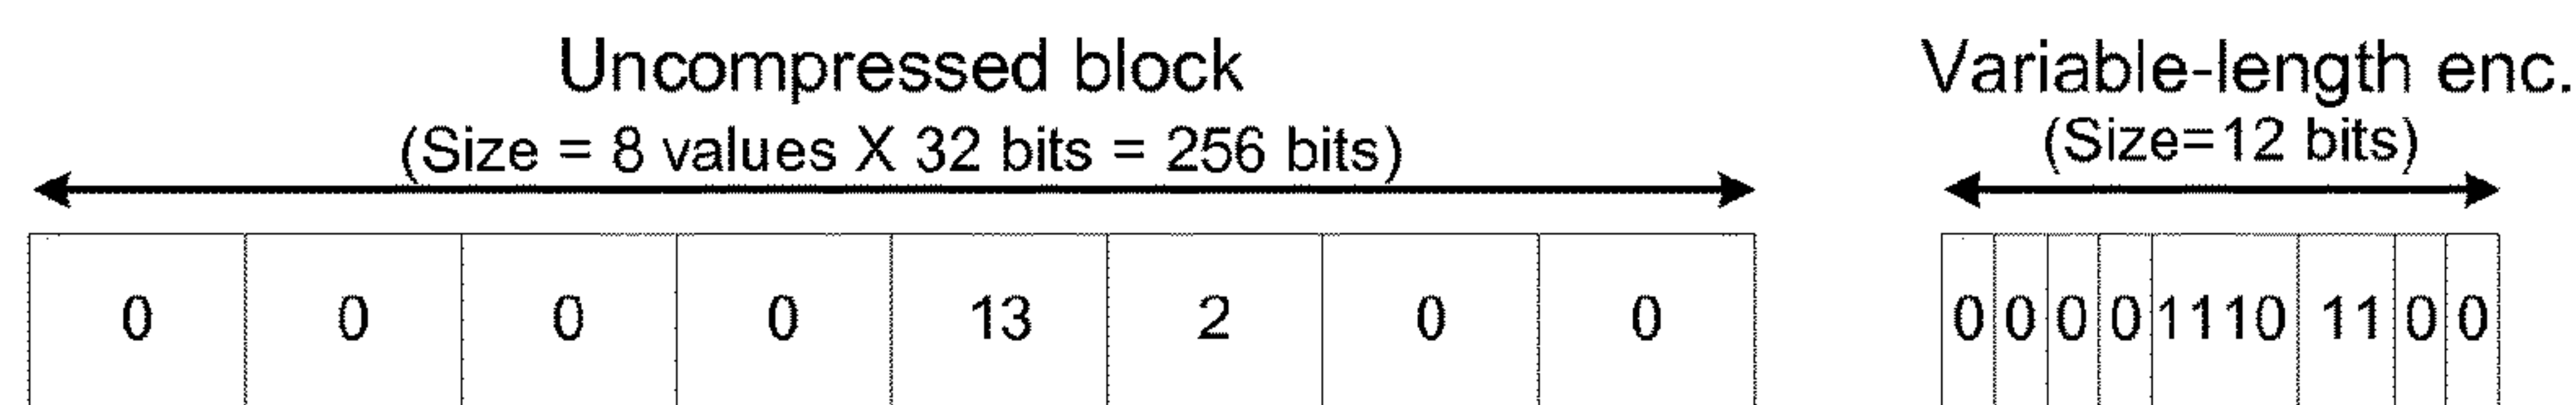 Uncompressed block
(Size = 8 values X 32 bits = 256 bits)
0 0 0 0 13 2 0 0
Variable-length enc.
(Size=12 bits)
0 0 0 0 1110 11 0 0